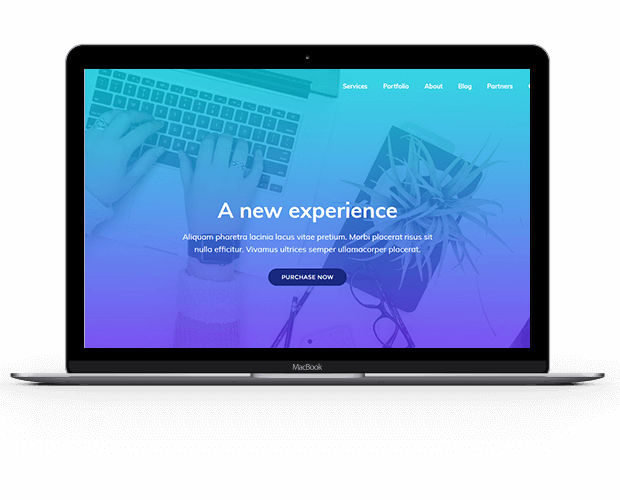 Services Portfolio About Blog Partners
A new experience
Aliquam pharetra lacinia lacus vitae pretium. Morbi placerat risus sit
nulla efficitur. Vivamus ultrices semper ullamcorper placerat.
PURCHASE NOW
MacBook